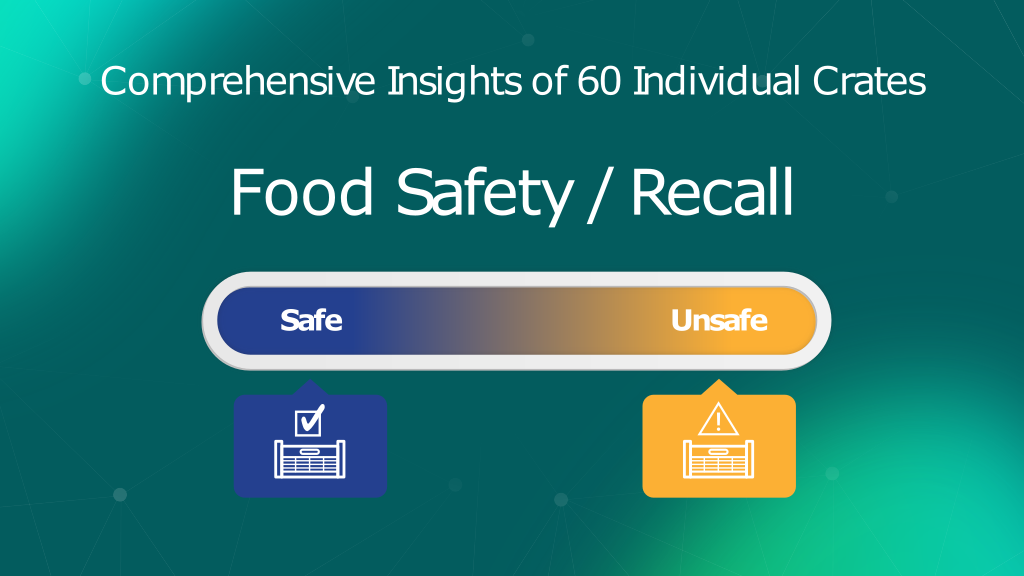 Comprehensive Insights of 60 Individual Crates
Food Safety / Recall
Safe Unsafe